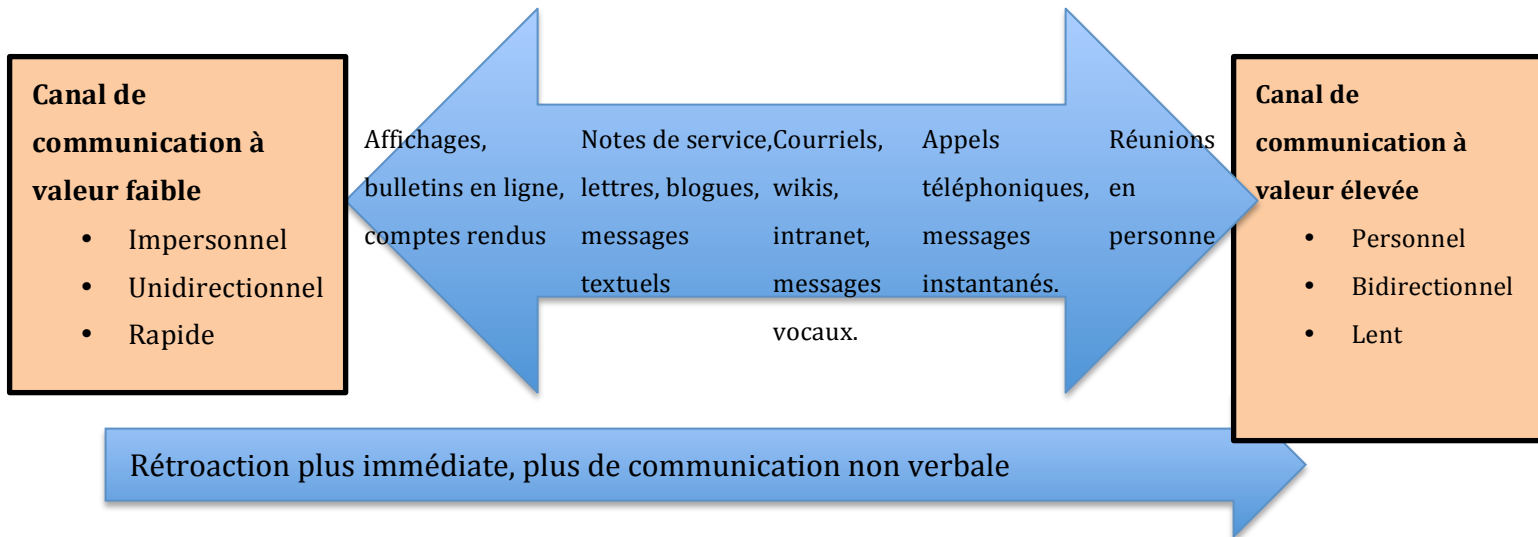 Canal de
communication à
valeur faible
• Impersonnel
• Unidirectionnel
• Rapide
Affichages,
bulletins en ligne,
comptes rendus
Notes de service,
lettres, blogues,
messages
textuels
Courriels,
wikis,
intranet,
messages
vocaux.
Appels
téléphoniques,
messages
instantanés.
Réunions
en
personne
Canal de
communication à
valeur élevée
• Personnel
• Bidirectionnel
• Lent
Rétroaction plus immédiate, plus de communication non verbale